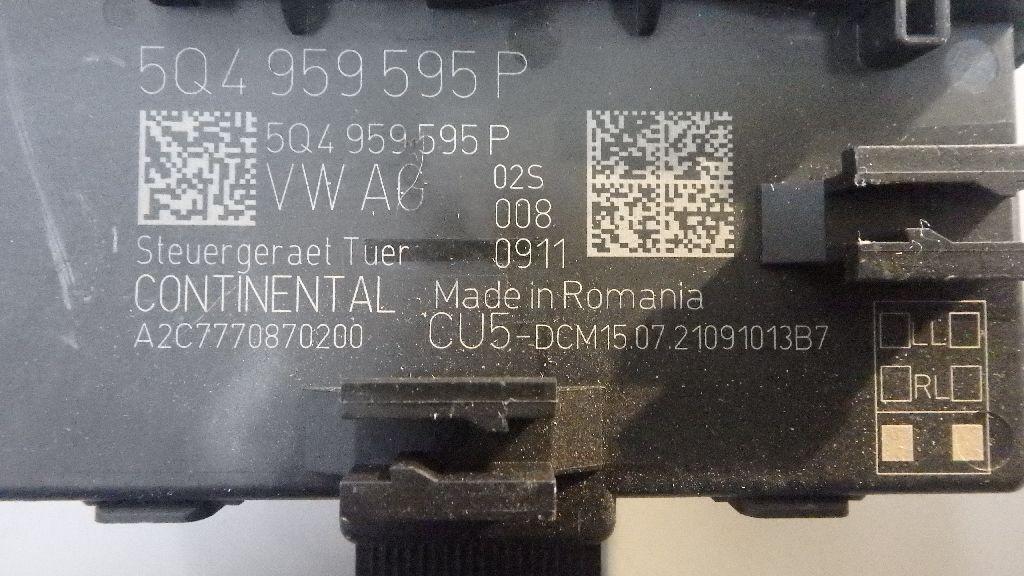 5Q4 959 595 P
5Q4 959 595 P
VW AG
02S
008
Steuergeraet Tuer
0911
CONTINENTAL
Made in Romania
A2C7770870200
CU5-DCM15.07.21091013B7
LL
RL